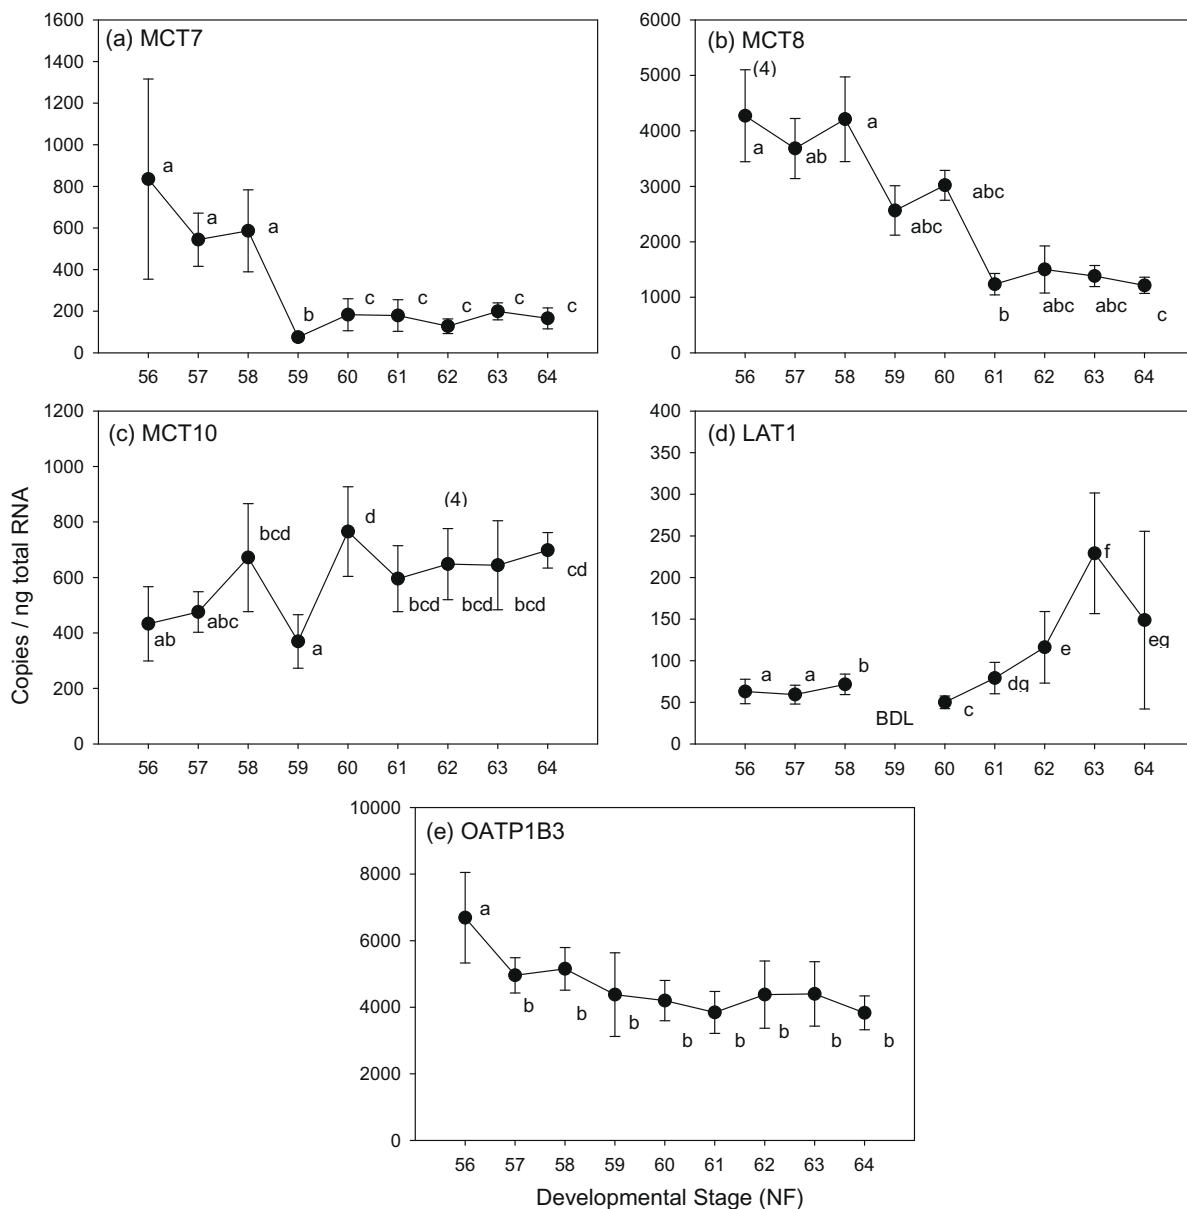 (a) MCT7
1600
1400
1200
1000
800
600
400
200
0
a
a
a
b
c
c
c
c
c
56 57 58 59 60 61 62 63 64
(b) MCT8
6000
5000
4000
3000
2000
1000
0
(4)
a
ab
a
abc
abc
b
abc
abc
c
56 57 58 59 60 61 62 63 64
Copies / ng total RNA
(c) MCT10
1200
1000
800
600
400
200
0
ab
abc
bcd
a
d
bcd
(4)
bcd
bcd
cd
56 57 58 59 60 61 62 63 64
(d) LAT1
400
350
300
250
200
150
100
50
0
a
a
b
BDL
c
dg
e
f
eg
56 57 58 59 60 61 62 63 64
(e) OATP1B3
10000
8000
6000
4000
2000
0
a
b
b
b
b
b
b
b
b
56 57 58 59 60 61 62 63 64
Developmental Stage (NF)